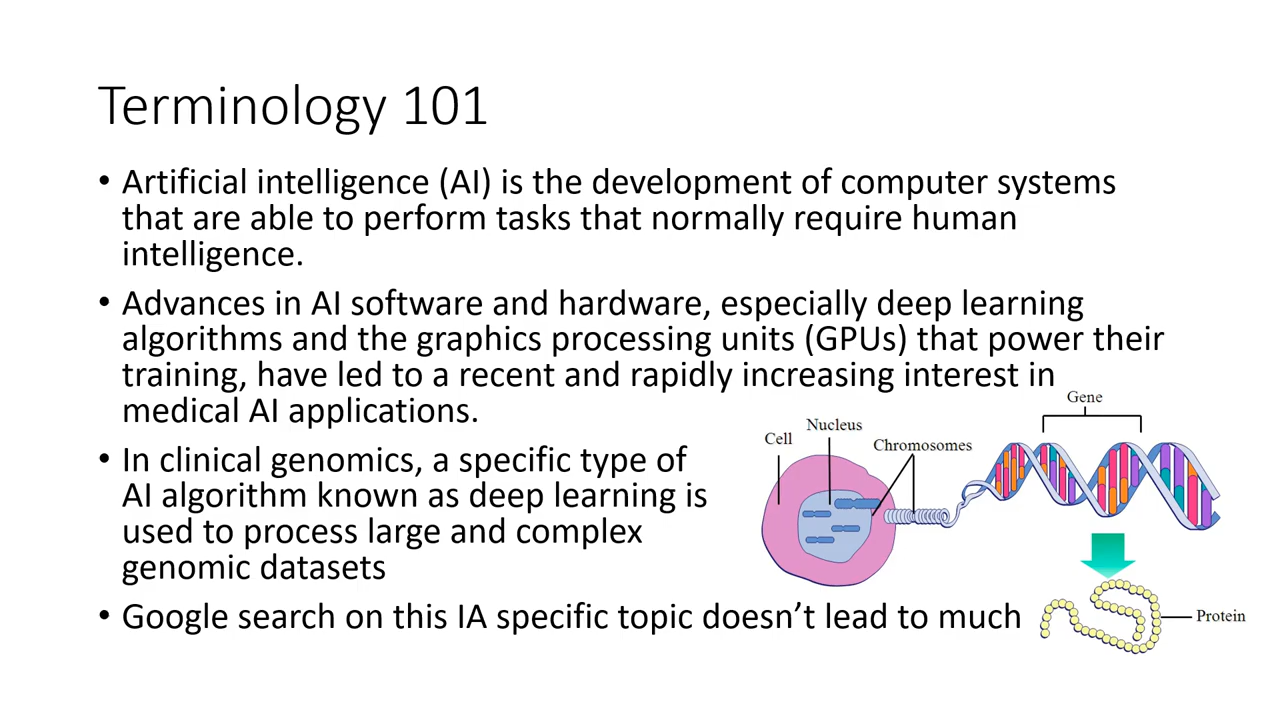 Terminology 101
• Artificial intelligence (AI) is the development of computer systems
that are able to perform tasks that normally require human
intelligence.
• Advances in AI software and hardware, especially deep learning
algorithms and the graphics processing units (GPUs) that power their
training, have led to a recent and rapidly increasing interest in
medical AI applications.
• In clinical genomics, a specific type of
AI algorithm known as deep learning is
used to process large and complex
genomic datasets
• Google search on this IA specific topic doesn’t lead to much
Gene
Nucleus
Cell
Chromosomes
Protein